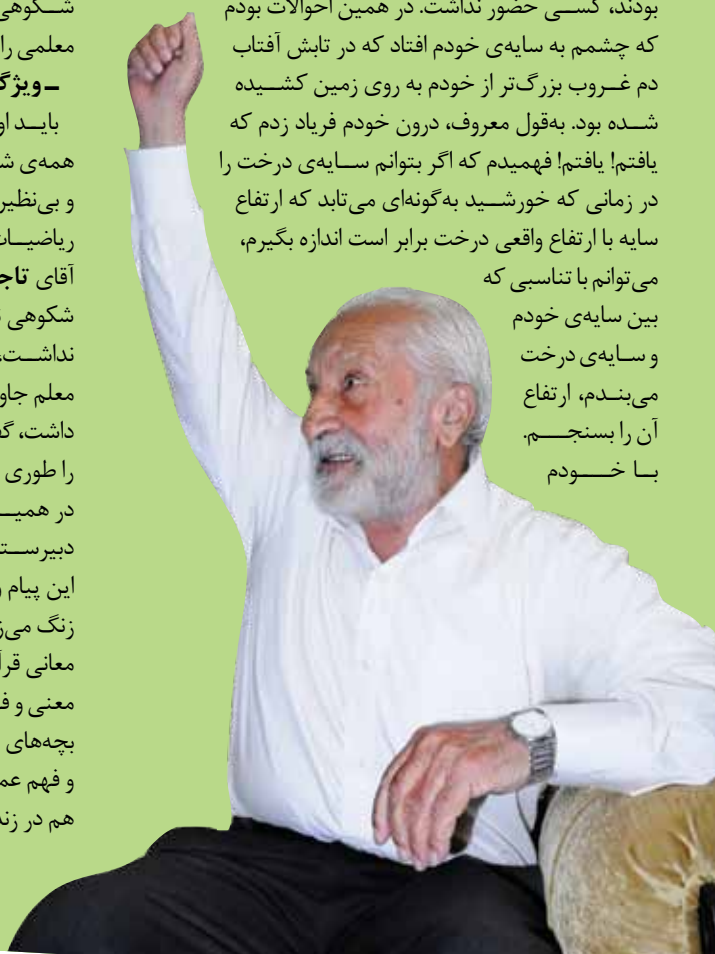 بودند، کسی حضور نداشت. در همین احوالات بودم
که چشمم به سایه‌ی خودم افتاد که در تابش آفتاب
دم غروب بزرگ‌تر از خودم به روی زمین کشیده
شده بود. به‌قول معروف، درون خودم فریاد زدم که
یافتم! یافتم! فهمیدم که اگر بتوانم سایه‌ی درخت را
در زمانی که خورشید به‌گونه‌ای می‌تابد که ارتفاع
سایه با ارتفاع واقعی درخت برابر است اندازه بگیرم،
می‌توانم با تناسبی که
بین سایه‌ی خودم
و سایه‌ی درخت
می‌بندم، ارتفاع
آن را بسنجم.
با خودم
شکوهی
معلمی را
ـ ویژگ
باید او
همه‌ی ش
و بی‌نظیر
ریاضیات
آقای تاج
شکوهی
نداشت،
معلم جاو
داشت، گف
را طوری
در همیـ
دبیرستـ
این پیام
زنگ می‌ز
معانی قرآ
معنی و ف
بچه‌های
و فهم عم
هم در زند